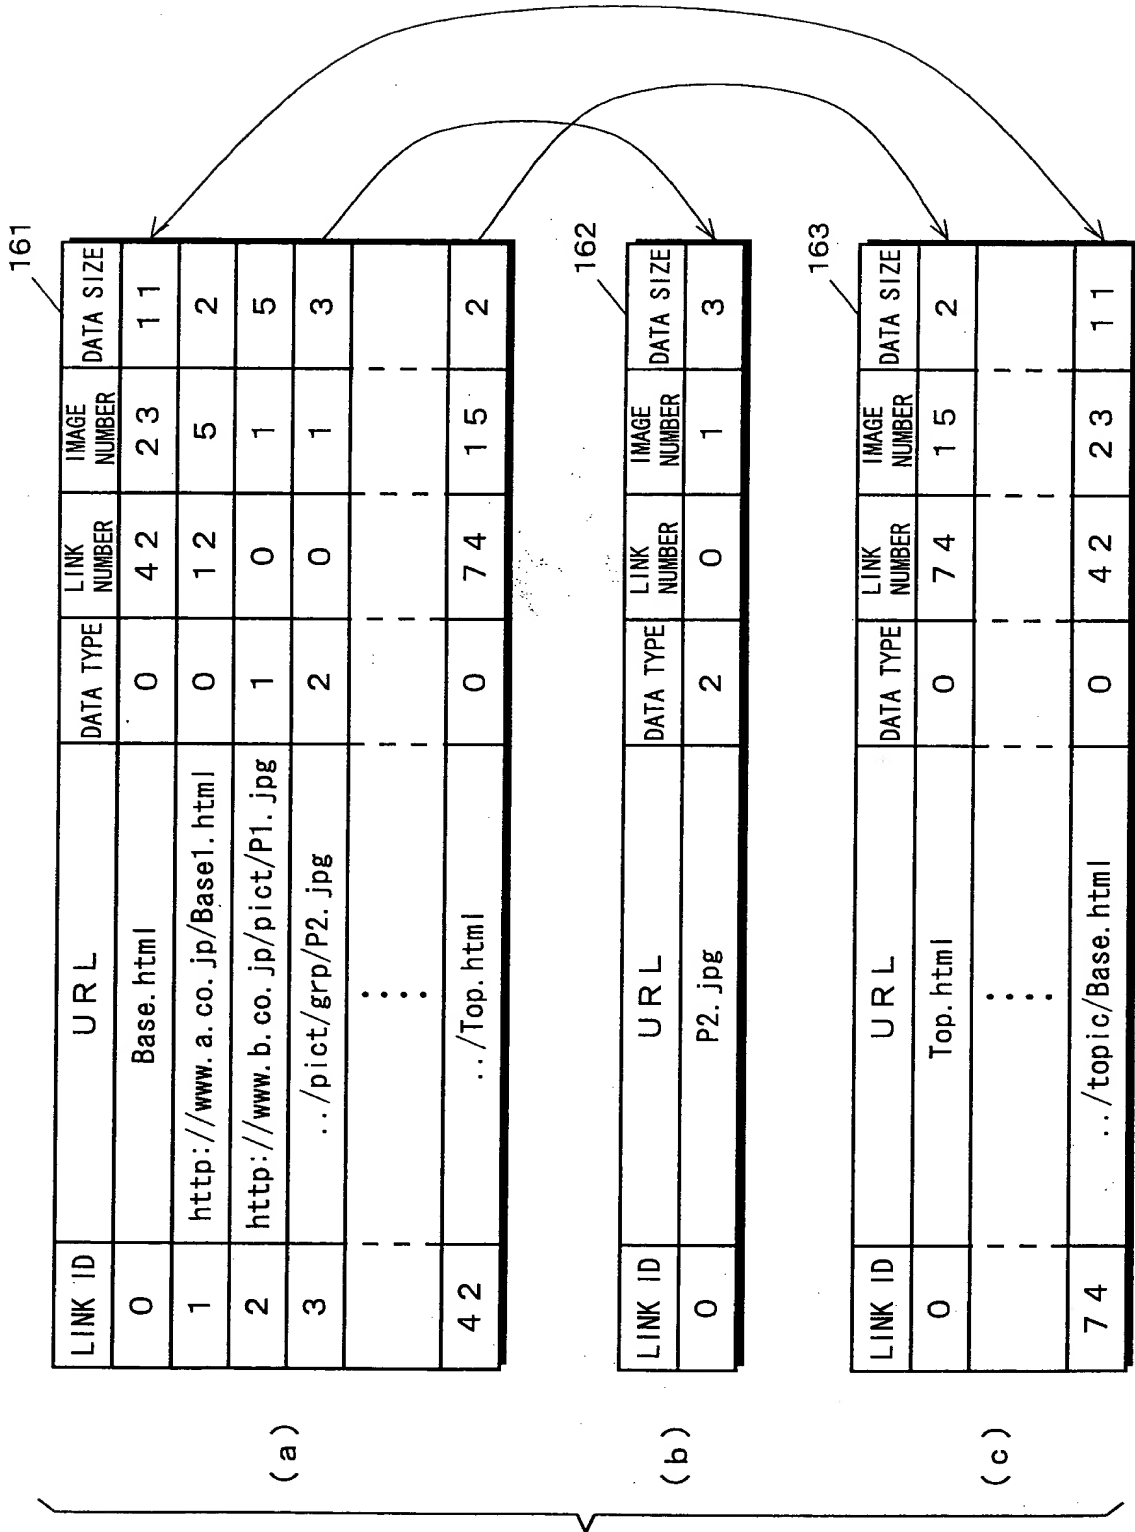 (a)
161
LINK ID URL DATA TYPE LINK NUMBER IMAGE NUMBER DATA SIZE
0 Base.html 0 42 23 11
1 http://www.a.co.jp/Base1.html 0 12 5 2
2 http://www.b.co.jp/pict/P1.jpg 1 0 1 5
3 ../pict/grp/P2.jpg 2 0 1 3
....
42 ../Top.html 0 74 15 2
(b)
162
LINK ID URL DATA TYPE LINK NUMBER IMAGE NUMBER DATA SIZE
0 P2.jpg 2 0 1 3
(c)
163
LINK ID URL DATA TYPE LINK NUMBER IMAGE NUMBER DATA SIZE
0 Top.html 0 74 15 2
....
74 ../topic/Base.html 0 42 23 11